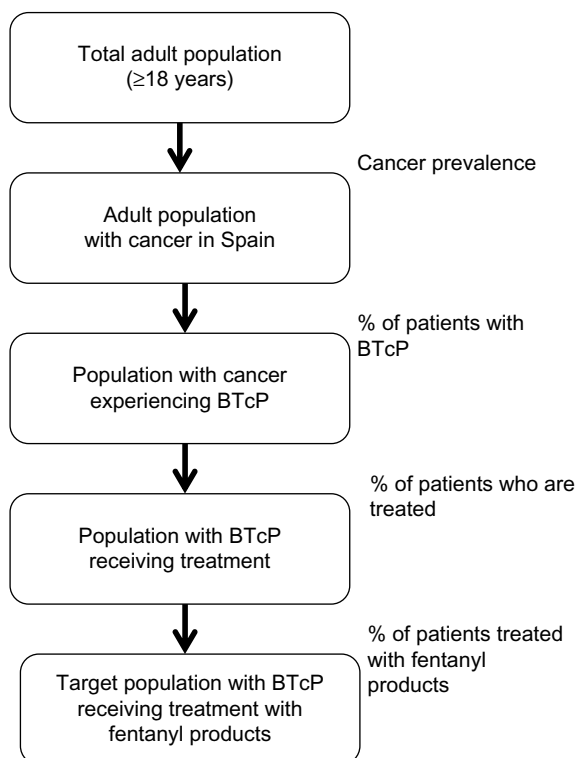 Total adult population
(≥18 years)
Cancer prevalence
Adult population
with cancer in Spain
% of patients with
BTcP
Population with cancer
experiencing BTcP
% of patients who are
treated
Population with BTcP
receiving treatment
% of patients treated
with fentanyl
products
Target population with BTcP
receiving treatment with
fentanyl products